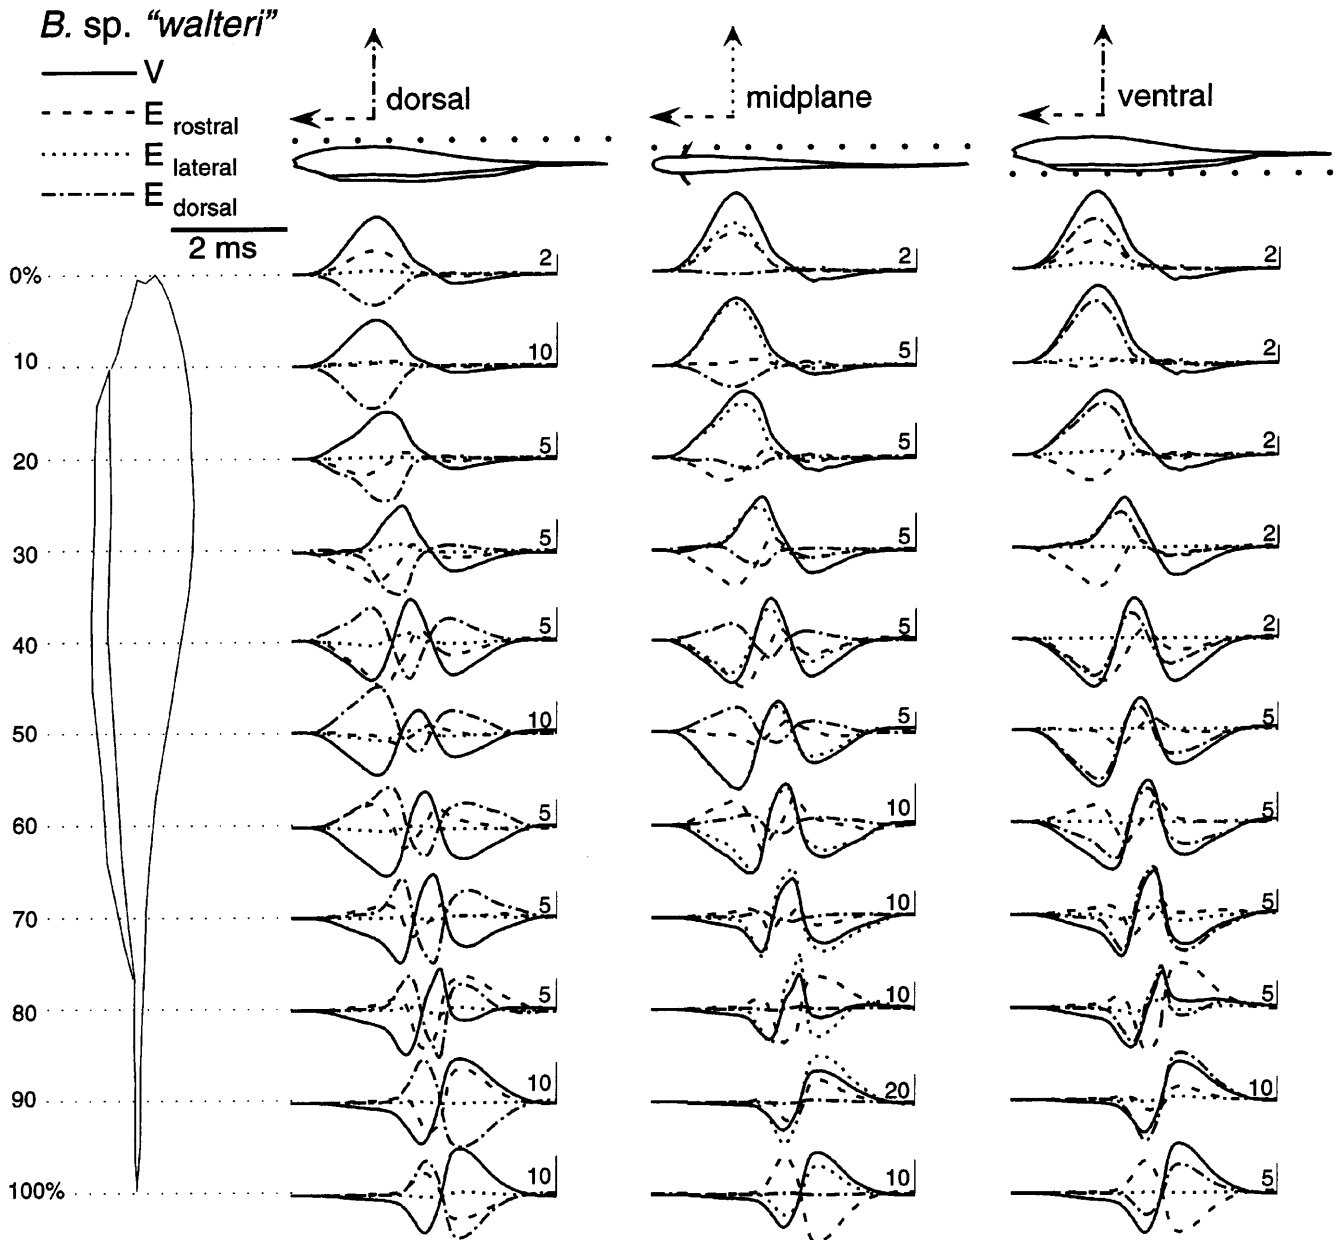 B. sp. “walteri”
V
E rostral
E lateral
E dorsal
2 ms
dorsal
midplane
ventral
0% 2 2 2
10 10 5 2
20 5 5 2
30 5 5 2
40 5 5 2
50 10 5 5
60 5 10 5
70 5 10 5
80 5 10 5
90 10 20 10
100% 10 10 5